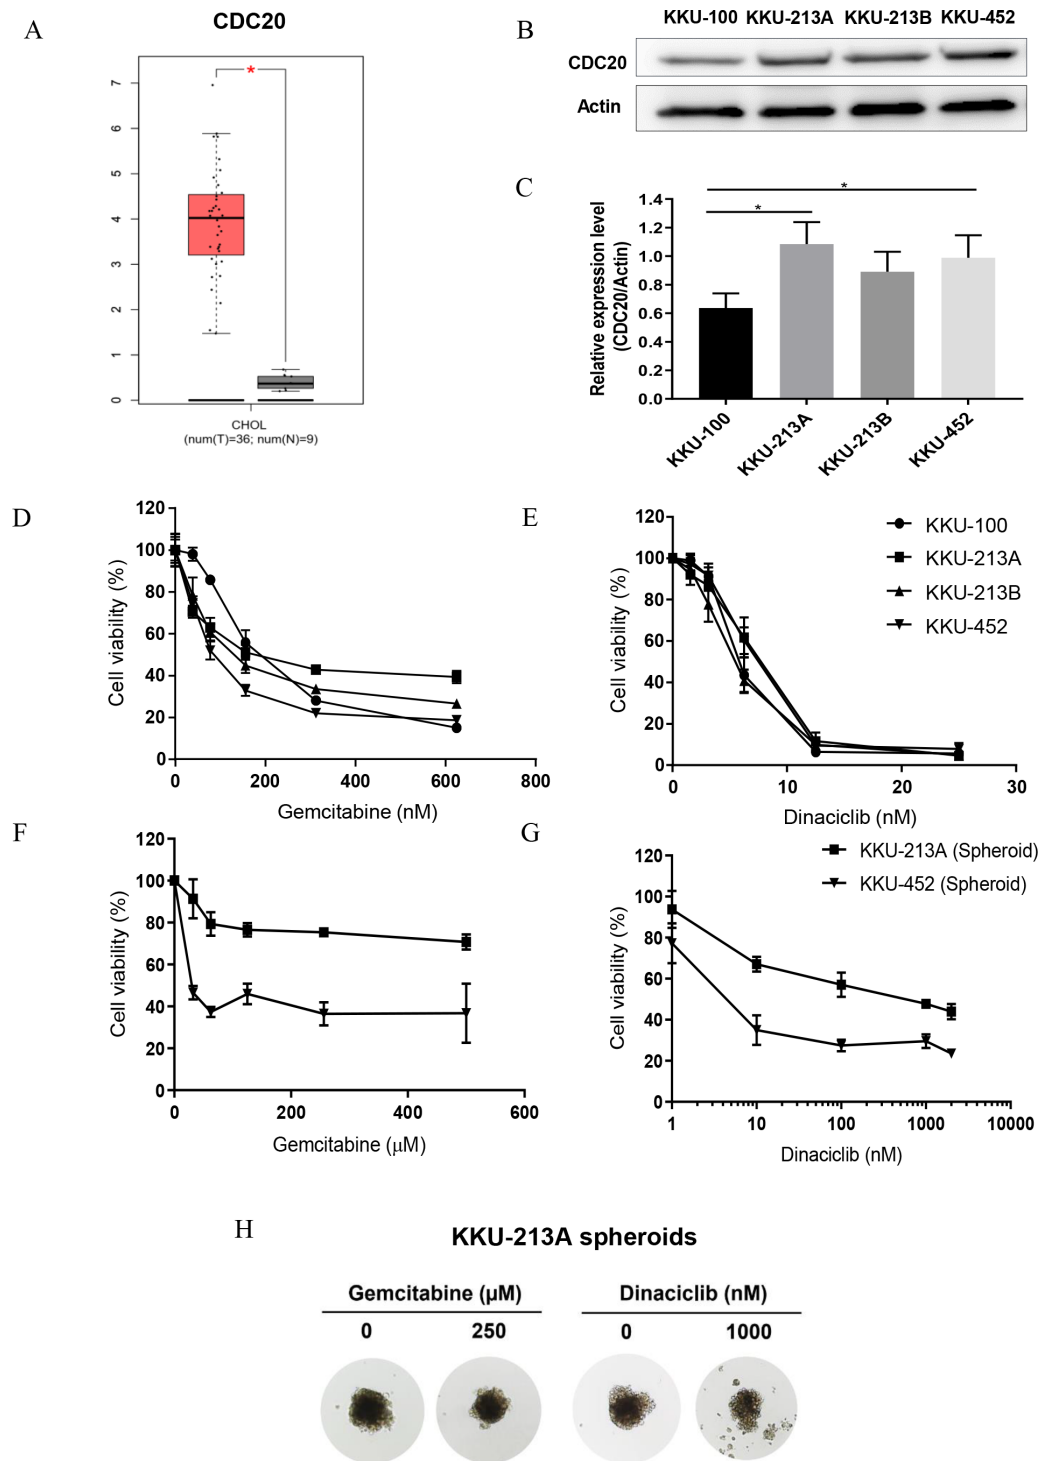 A
CDC20
*
7
6
5
4
3
2
1
0
CHOL
(num(T)=36; num(N)=9)
B
KKU-100 KKU-213A KKU-213B KKU-452
CDC20
Actin
C
Relative expression level
(CDC20/Actin)
*
*
1.4
1.2
1.0
0.8
0.6
0.4
0.2
0.0
KKU-100
KKU-213A
KKU-213B
KKU-452
D
Cell viability (%)
120
100
80
60
40
20
0
0 200 400 600 800
Gemcitabine (nM)
E
Cell viability (%)
120
100
80
60
40
20
0
0 10 20 30
Dinaciclib (nM)
KKU-100
KKU-213A
KKU-213B
KKU-452
F
Cell viability (%)
120
100
80
60
40
20
0
0 200 400 600
Gemcitabine (μM)
G
KKU-213A (Spheroid)
KKU-452 (Spheroid)
Cell viability (%)
120
100
80
60
40
20
0
1 10 100 1000 10000
Dinaciclib (nM)
H
KKU-213A spheroids
Gemcitabine (μM) Dinaciclib (nM)
0 250 0 1000